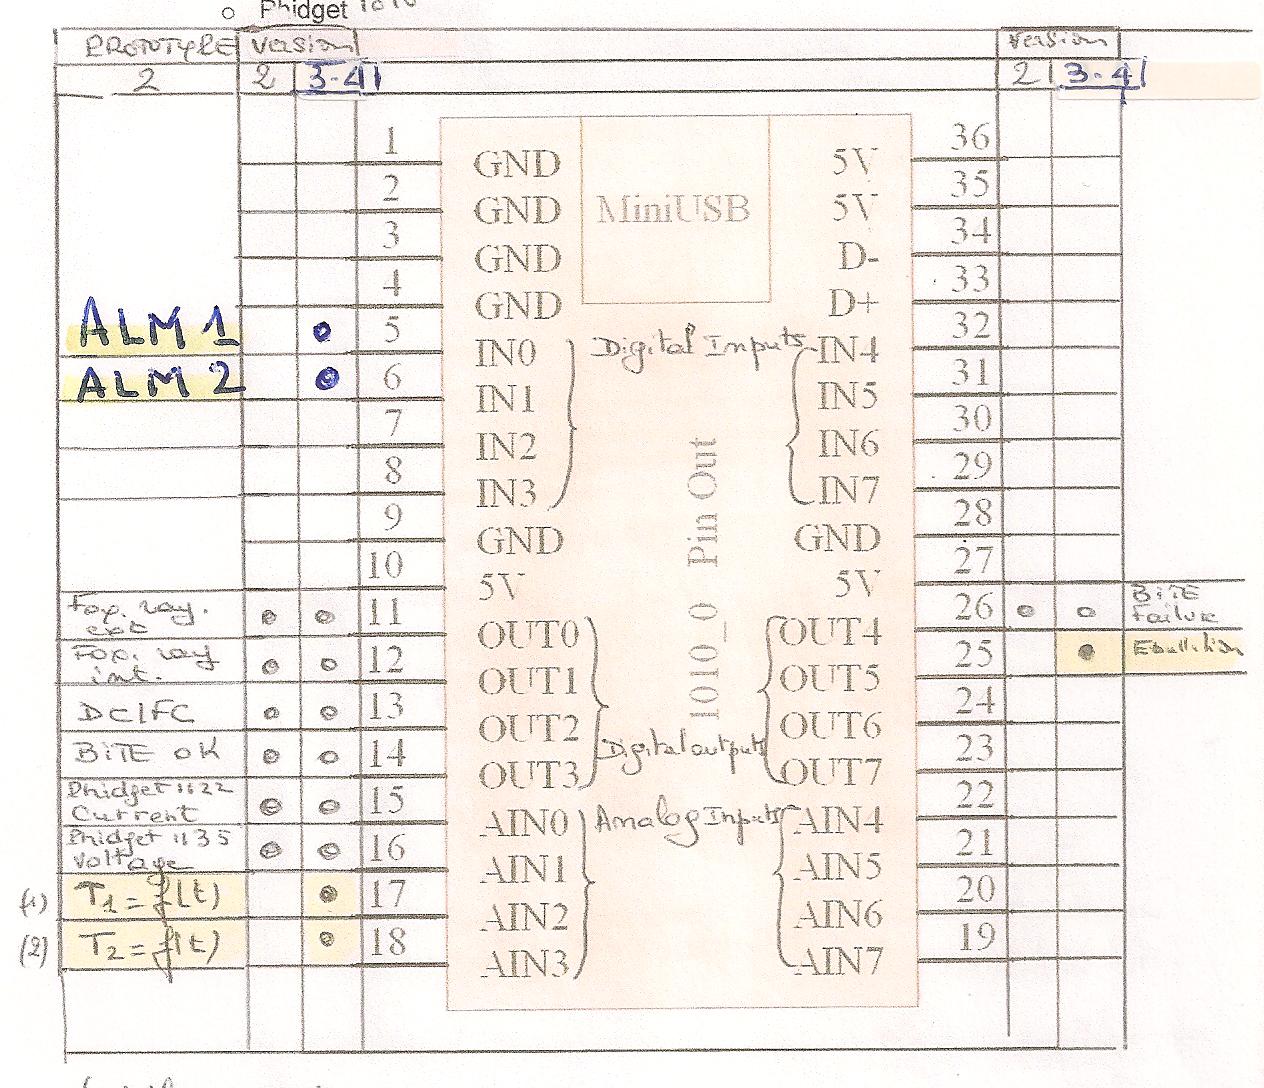 Phidget 1010
PROTOTYPE version version
2 2 3-4 2 3-4
1 36
GND 5V
2 35
GND MiniUSB 5V
3 34
GND D-
4 33
GND D+
ALM 1 5 32
IN0 Digital Inputs IN4
ALM 2 6 31
IN1 IN5
7 30
IN2 IN6
8 29
IN3 IN7
9 28
GND GND
10 27
5V 5V
Fop. ray. ext 11 OUT0 OUT4 26 BITE Failure
Fop. ray int. 12 OUT1 OUT5 25 Ebullition
DC/FC 13 OUT2 OUT6 24
BITE OK 14 OUT3 Digital outputs OUT7 23
Phidget 1122 Current 15 AIN0 Analog Inputs AIN4 22
Phidget 1135 Voltage 16 AIN1 AIN5 21
(1) T1 = f(t) 17 AIN2 AIN6 20
(2) T2 = f(t) 18 AIN3 AIN7 19
1010_0 Pin Out